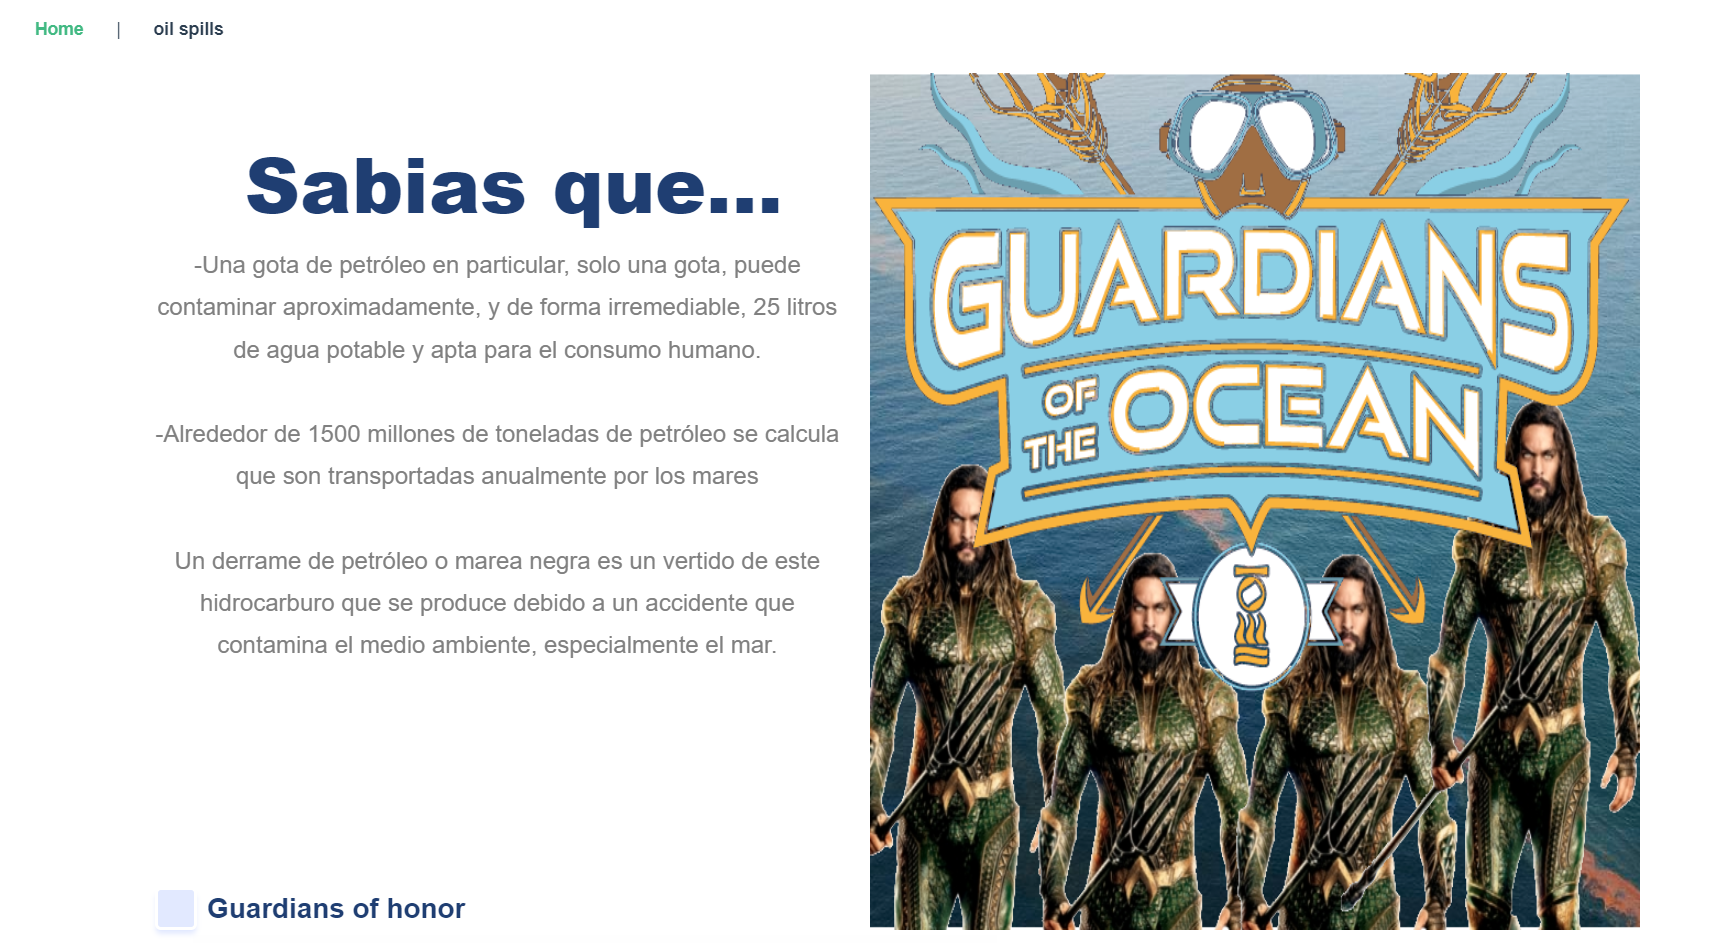 Home | oil spills
Sabias que...
-Una gota de petróleo en particular, solo una gota, puede
contaminar aproximadamente, y de forma irremediable, 25 litros
de agua potable y apta para el consumo humano.
-Alrededor de 1500 millones de toneladas de petróleo se calcula
que son transportadas anualmente por los mares
Un derrame de petróleo o marea negra es un vertido de este
hidrocarburo que se produce debido a un accidente que
contamina el medio ambiente, especialmente el mar.
Guardians of honor
GUARDIANS
OF THE OCEAN